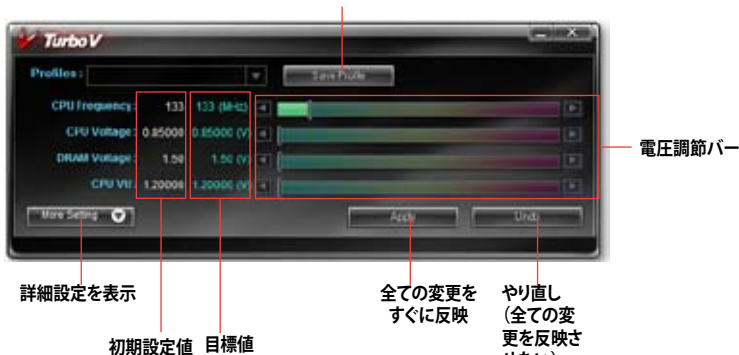 TurboV
Profiles :
Save Profile
CPU Frequency : 133 133 (MHz)
CPU Voltage : 0.85000 0.85000 (V)
DRAM Voltage : 1.50 1.50 (V)
CPU VTT : 1.20000 1.20000 (V)
電圧調節バー
More Setting Apply Undo
詳細設定を表示
全ての変更を
すぐに反映
やり直し
(全ての変
更を反映さ
初期設定値 目標値
せない)